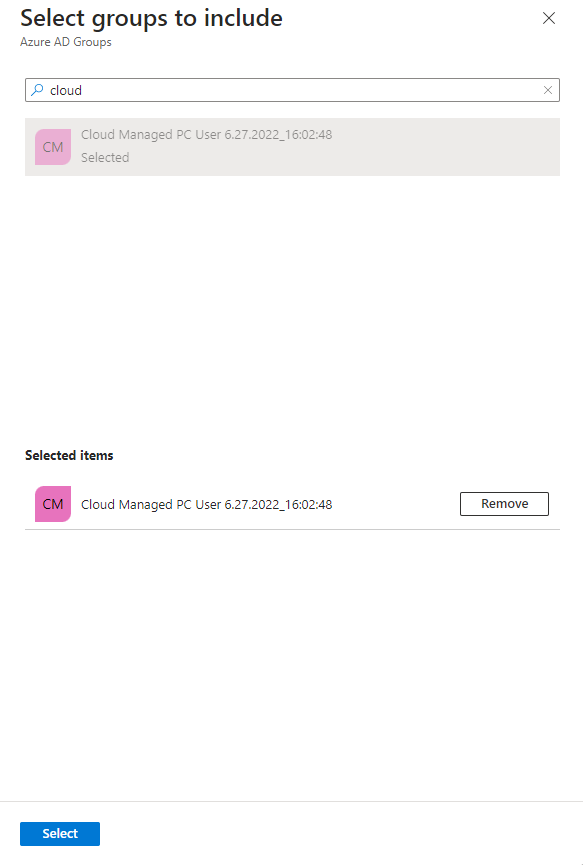 Select groups to include
Azure AD Groups
cloud
CM
Cloud Managed PC User 6.27.2022_16:02:48
Selected
Selected items
CM
Cloud Managed PC User 6.27.2022_16:02:48
Remove
Select